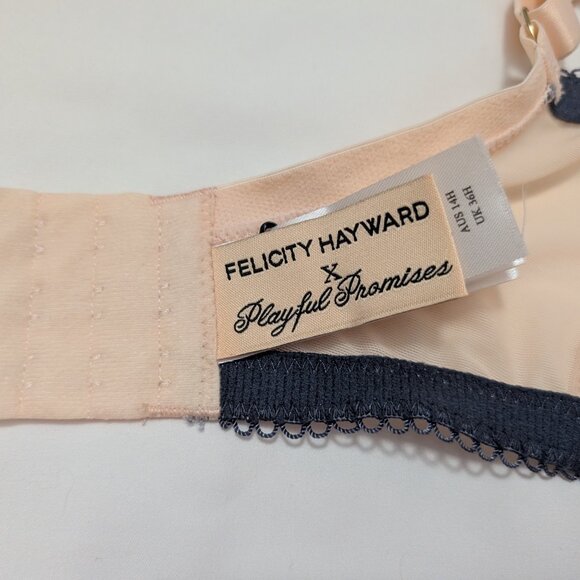 FELICITY HAYWARD
X
Playful Promises
AUS 14H
UK 36H